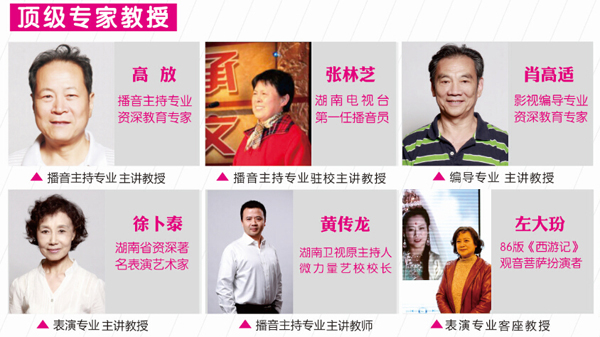 顶级专家教授
高 放
播音主持专业
资深教育专家
张林芝
湖南电视台
第一任播音员
肖高适
影视编导专业
资深教育专家
▲ 播音主持专业 主讲教授
▲ 播音主持专业 驻校主讲教授
▲ 编导专业 主讲教授
徐卜泰
湖南省资深著
名表演艺术家
黄传龙
湖南卫视原主持人
微力量艺校校长
左大玢
86版《西游记》
观音菩萨扮演者
▲ 表演专业 主讲教授
▲ 播音主持专业 主讲教师
▲ 表演专业 客座教授